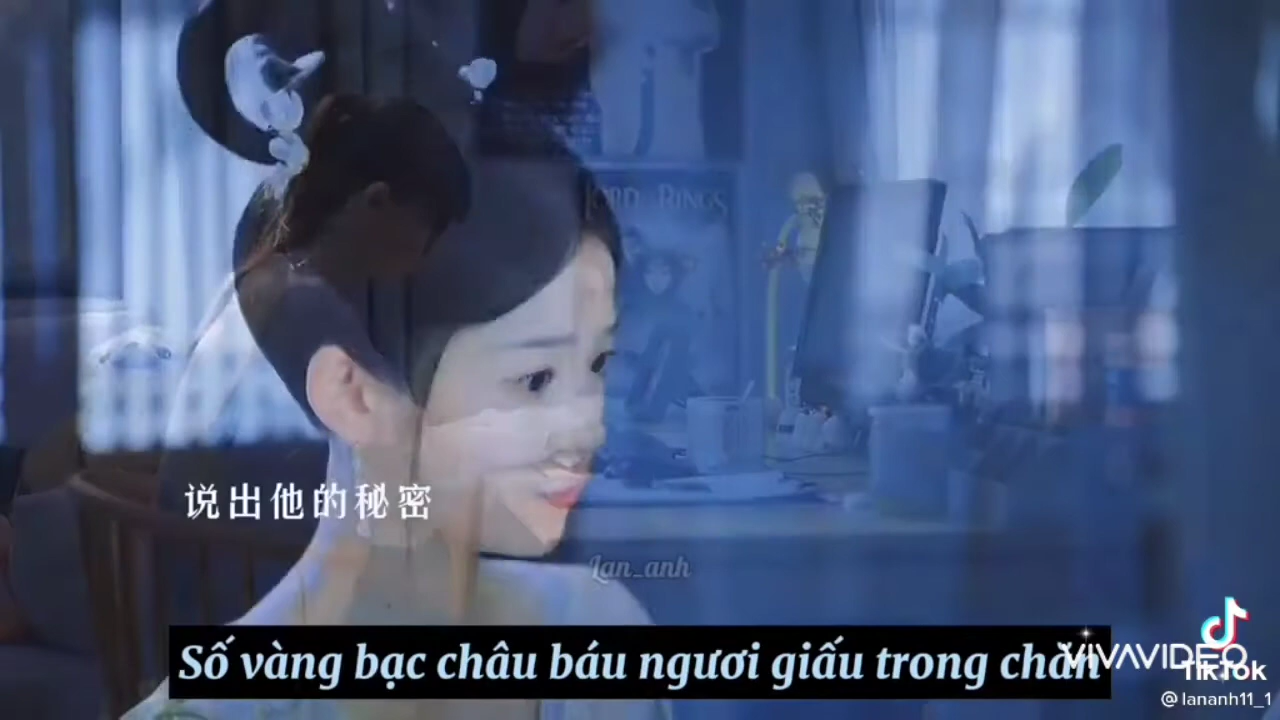 LORD RINGS
说出他的秘密
Lan_anh
Số vàng bạc châu báu ngươi giấu trong chăn
VIVAVIDEO
TikTok
@lananh11_1